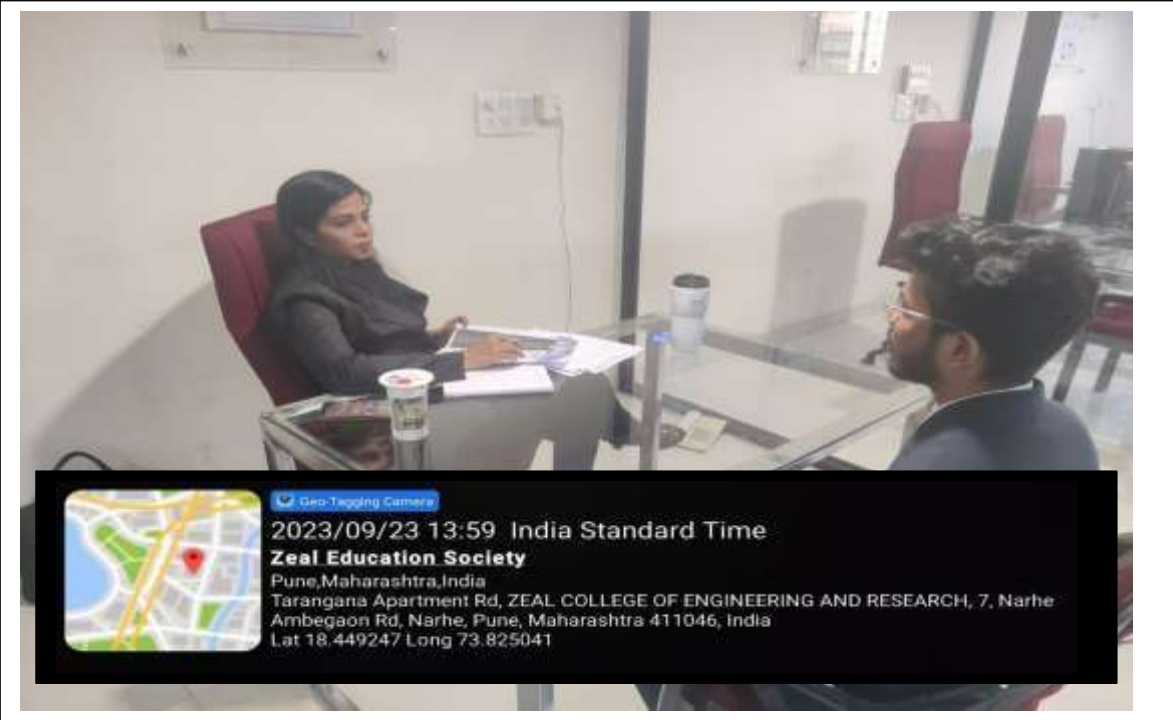 Geo-Tagging Camera
2023/09/23 13:59 India Standard Time
Zeal Education Society
Pune,Maharashtra,India
Tarangana Apartment Rd, ZEAL COLLEGE OF ENGINEERING AND RESEARCH, 7, Narhe
Ambegaon Rd, Narhe, Pune, Maharashtra 411046, India
Lat 18.449247 Long 73.825041